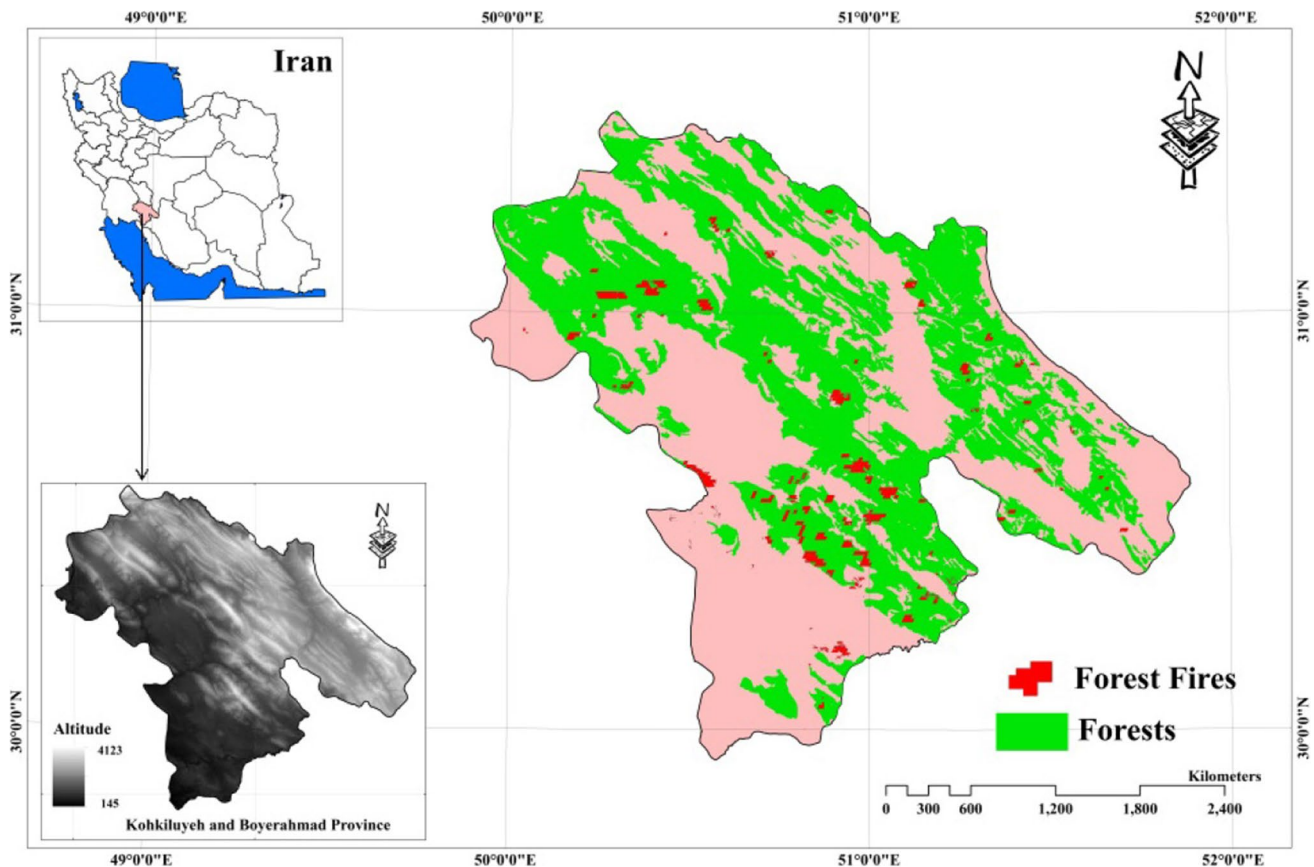 49°0'0"E
50°0'0"E
51°0'0"E
52°0'0"E
Iran
N
31°0'0"N
31°0'0"N
N
Altitude
4123
145
Kohkiluyeh and Boyerahmad Province
Forest Fires
Forests
30°0'0"N
30°0'0"N
Kilometers
0 300 600 1,200 1,800 2,400
49°0'0"E
50°0'0"E
51°0'0"E
52°0'0"E